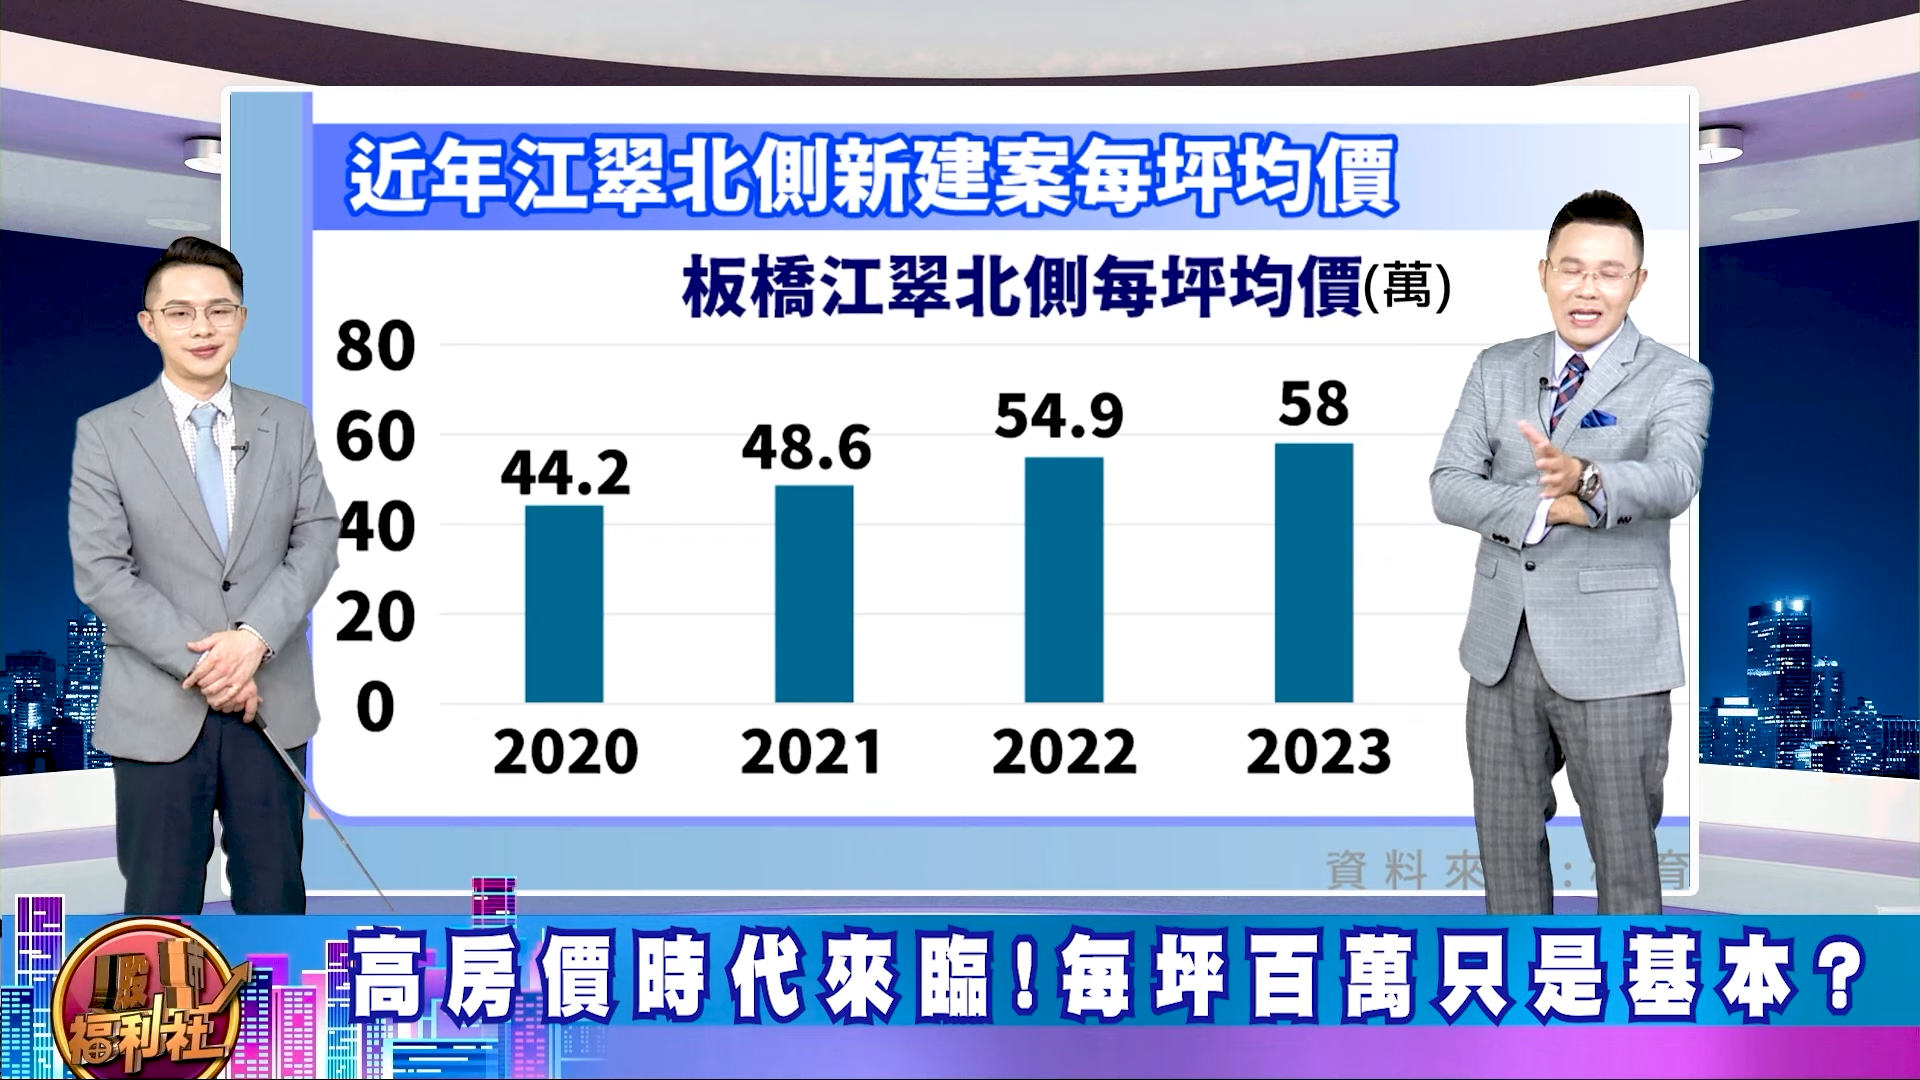 近年江翠北側新建案每坪均價
板橋江翠北側每坪均價(萬)
80
60
40
20
0
44.2
48.6
54.9
58
2020
2021
2022
2023
資料來
:
育
高房價時代來臨!每坪百萬只是基本?
股市
福利社